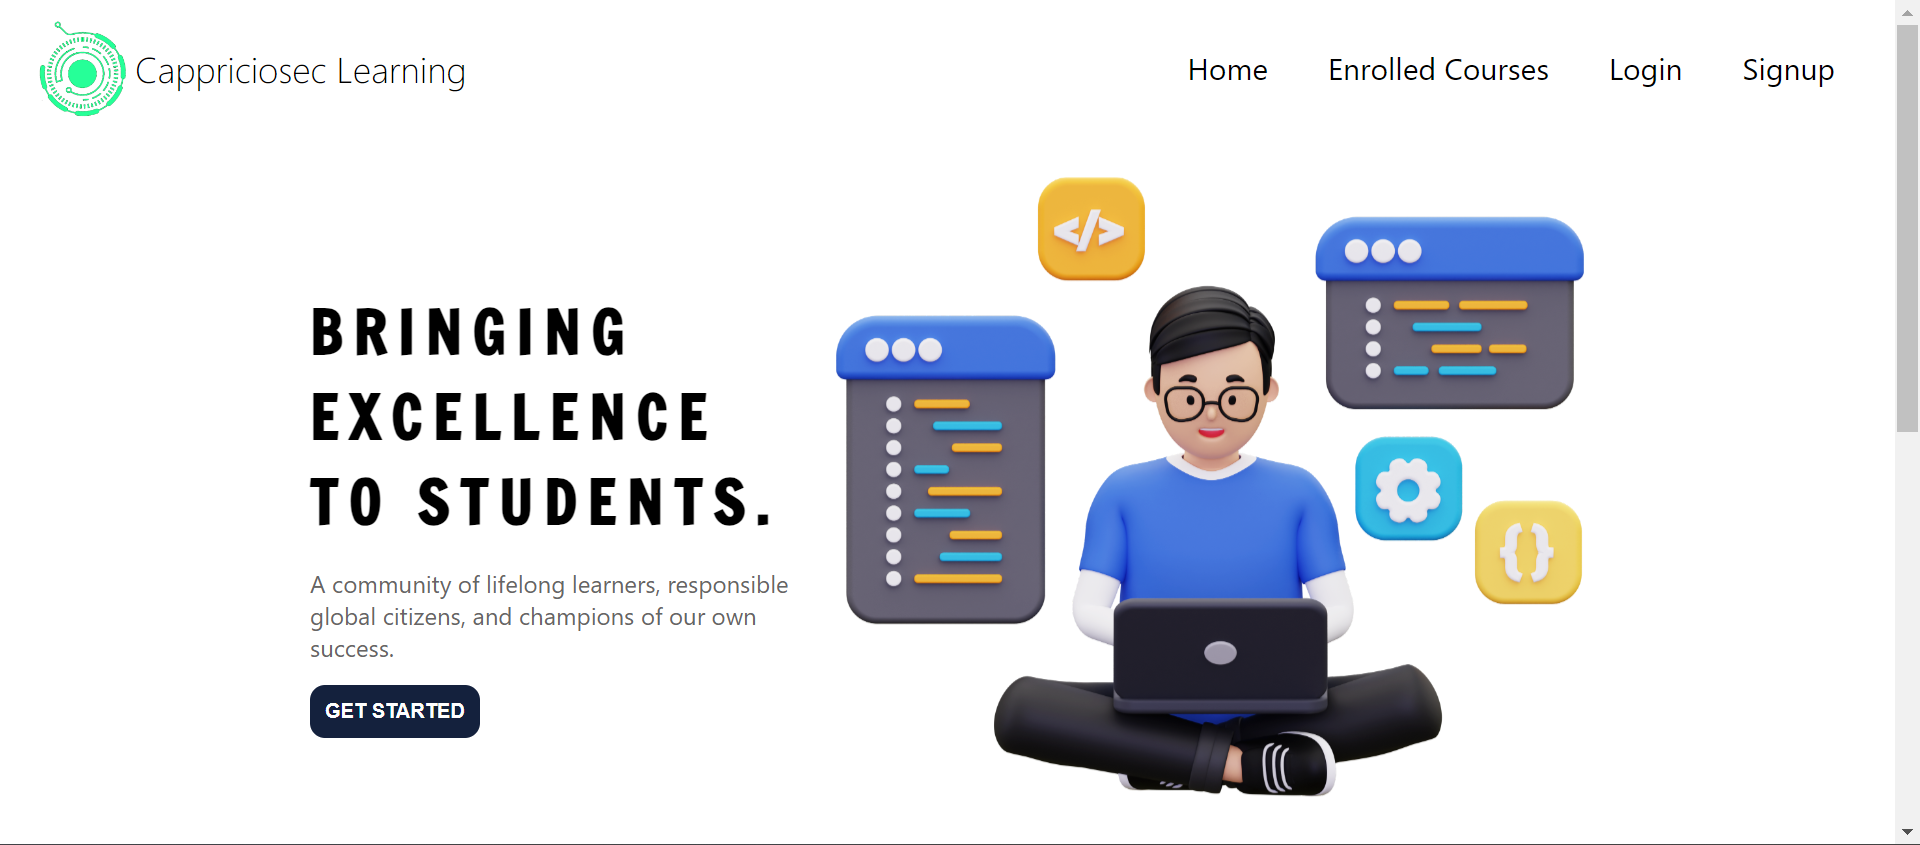 Cappriciosec Learning
Home
Enrolled Courses
Login
Signup
</>
BRINGING
EXCELLENCE
TO STUDENTS.
{}
A community of lifelong learners, responsible
global citizens, and champions of our own
success.
GET STARTED